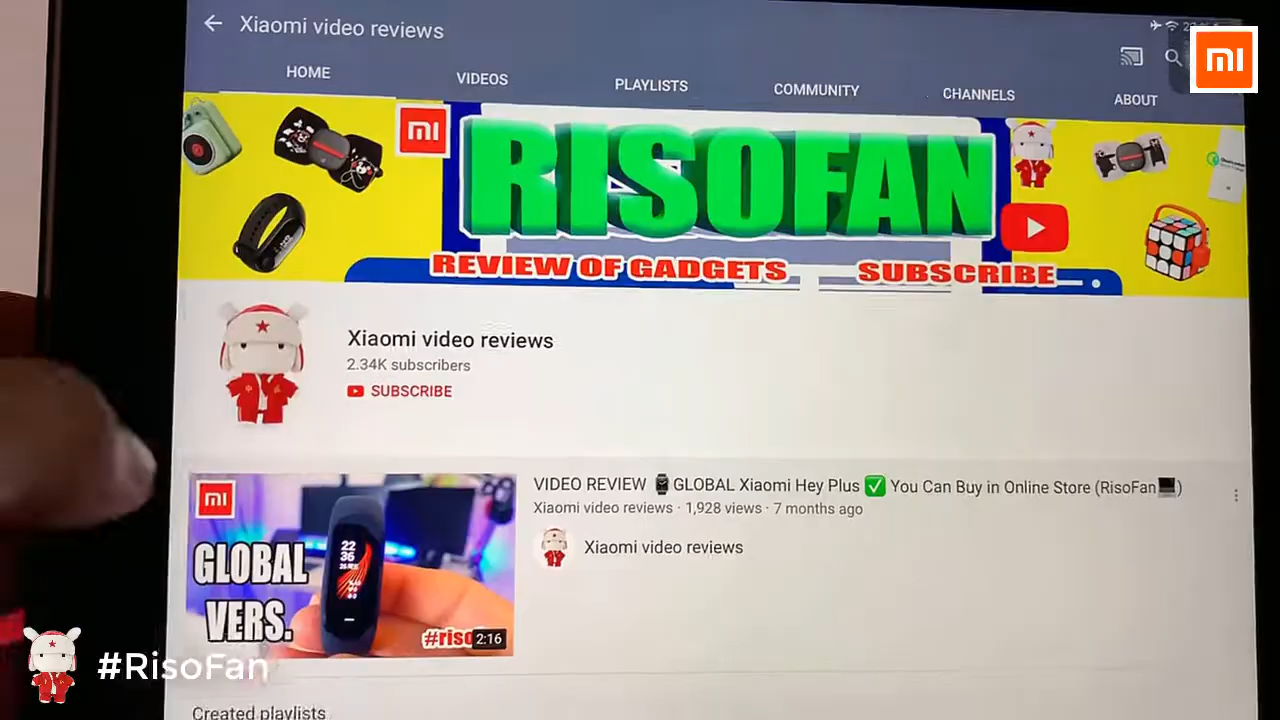 Xiaomi video reviews
HOME VIDEOS PLAYLISTS COMMUNITY CHANNELS ABOUT
RISOFAN
REVIEW OF GADGETS SUBSCRIBE
Xiaomi video reviews
2.34K subscribers
SUBSCRIBE
VIDEO REVIEW ⌚GLOBAL Xiaomi Hey Plus ✅ You Can Buy in Online Store (RisoFan💻)
Xiaomi video reviews · 1,928 views · 7 months ago
Xiaomi video reviews
GLOBAL
VERS.
22
36
#riso
2:16
Created playlists
#RisoFan
mi
mi
mi